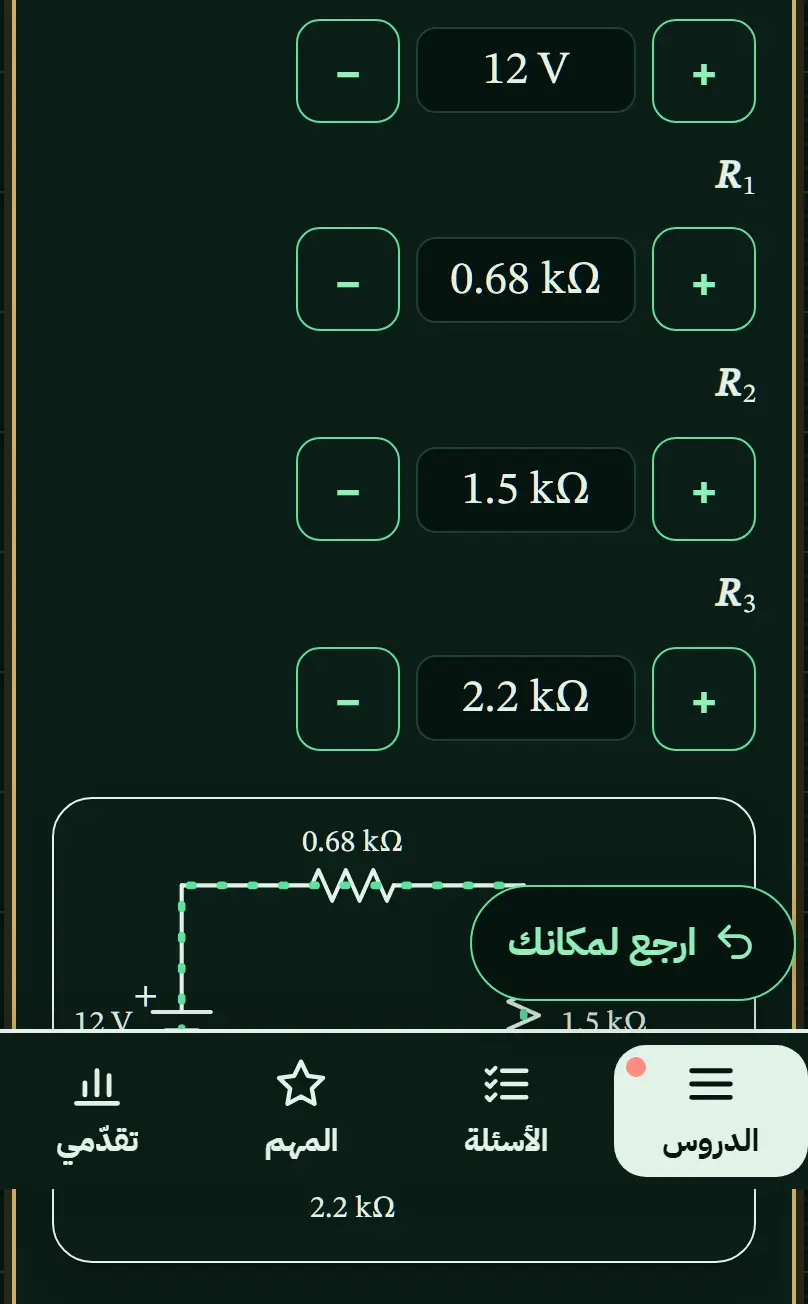 − 12 V +
R₁
− 0.68 kΩ +
R₂
− 1.5 kΩ +
R₃
− 2.2 kΩ +
0.68 kΩ
ارجع لمكانك
+
12 V
1.5 kΩ
الدروس
الأسئلة
المهم
تقدّمي
2.2 kΩ